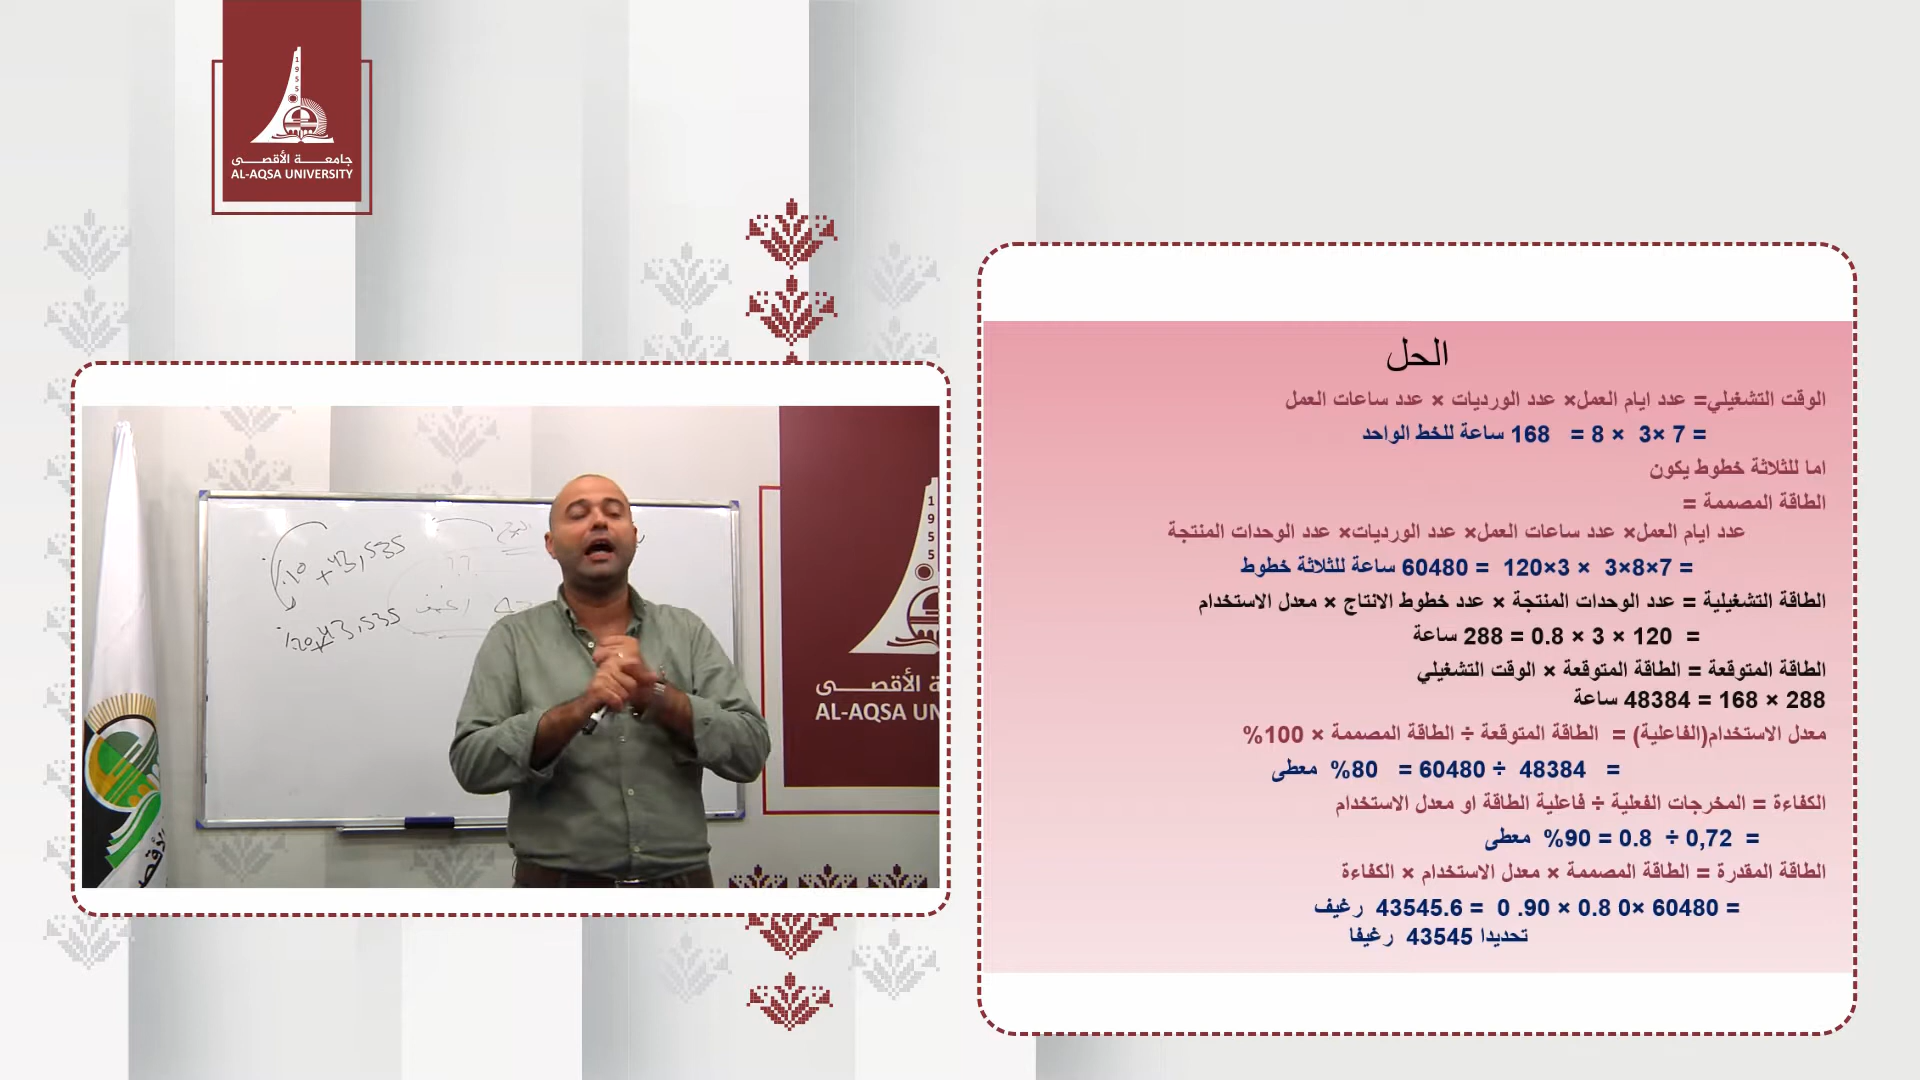 1955
جامعة الأقصى
AL-AQSA UNIVERSITY
43,535
43,535
1955
ة الأقصى
AL-AQSA UN
الحل
الوقت التشغيلي= عدد ايام العمل× عدد الورديات × عدد ساعات العمل
= 7 ×3 × 8 = 168 ساعة للخط الواحد
اما للثلاثة خطوط يكون
الطاقة المصممة =
عدد ايام العمل× عدد ساعات العمل× عدد الورديات× عدد الوحدات المنتجة
= 7×8×3 × 3×120 = 60480 ساعة للثلاثة خطوط
الطاقة التشغيلية = عدد الوحدات المنتجة × عدد خطوط الانتاج × معدل الاستخدام
= 120 × 3 × 0.8 = 288 ساعة
الطاقة المتوقعة = الطاقة المتوقعة × الوقت التشغيلي
288 × 168 = 48384 ساعة
معدل الاستخدام(الفاعلية) = الطاقة المتوقعة ÷ الطاقة المصممة × 100%
= 48384 ÷ 60480 = 80% معطى
الكفاءة = المخرجات الفعلية ÷ فاعلية الطاقة او معدل الاستخدام
= 0,72 ÷ 0.8 = 90% معطى
الطاقة المقدرة = الطاقة المصممة × معدل الاستخدام × الكفاءة
= 60480 ×0 0.8 × 90. 0 = 43545.6 رغيف
تحديدا 43545 رغيفا